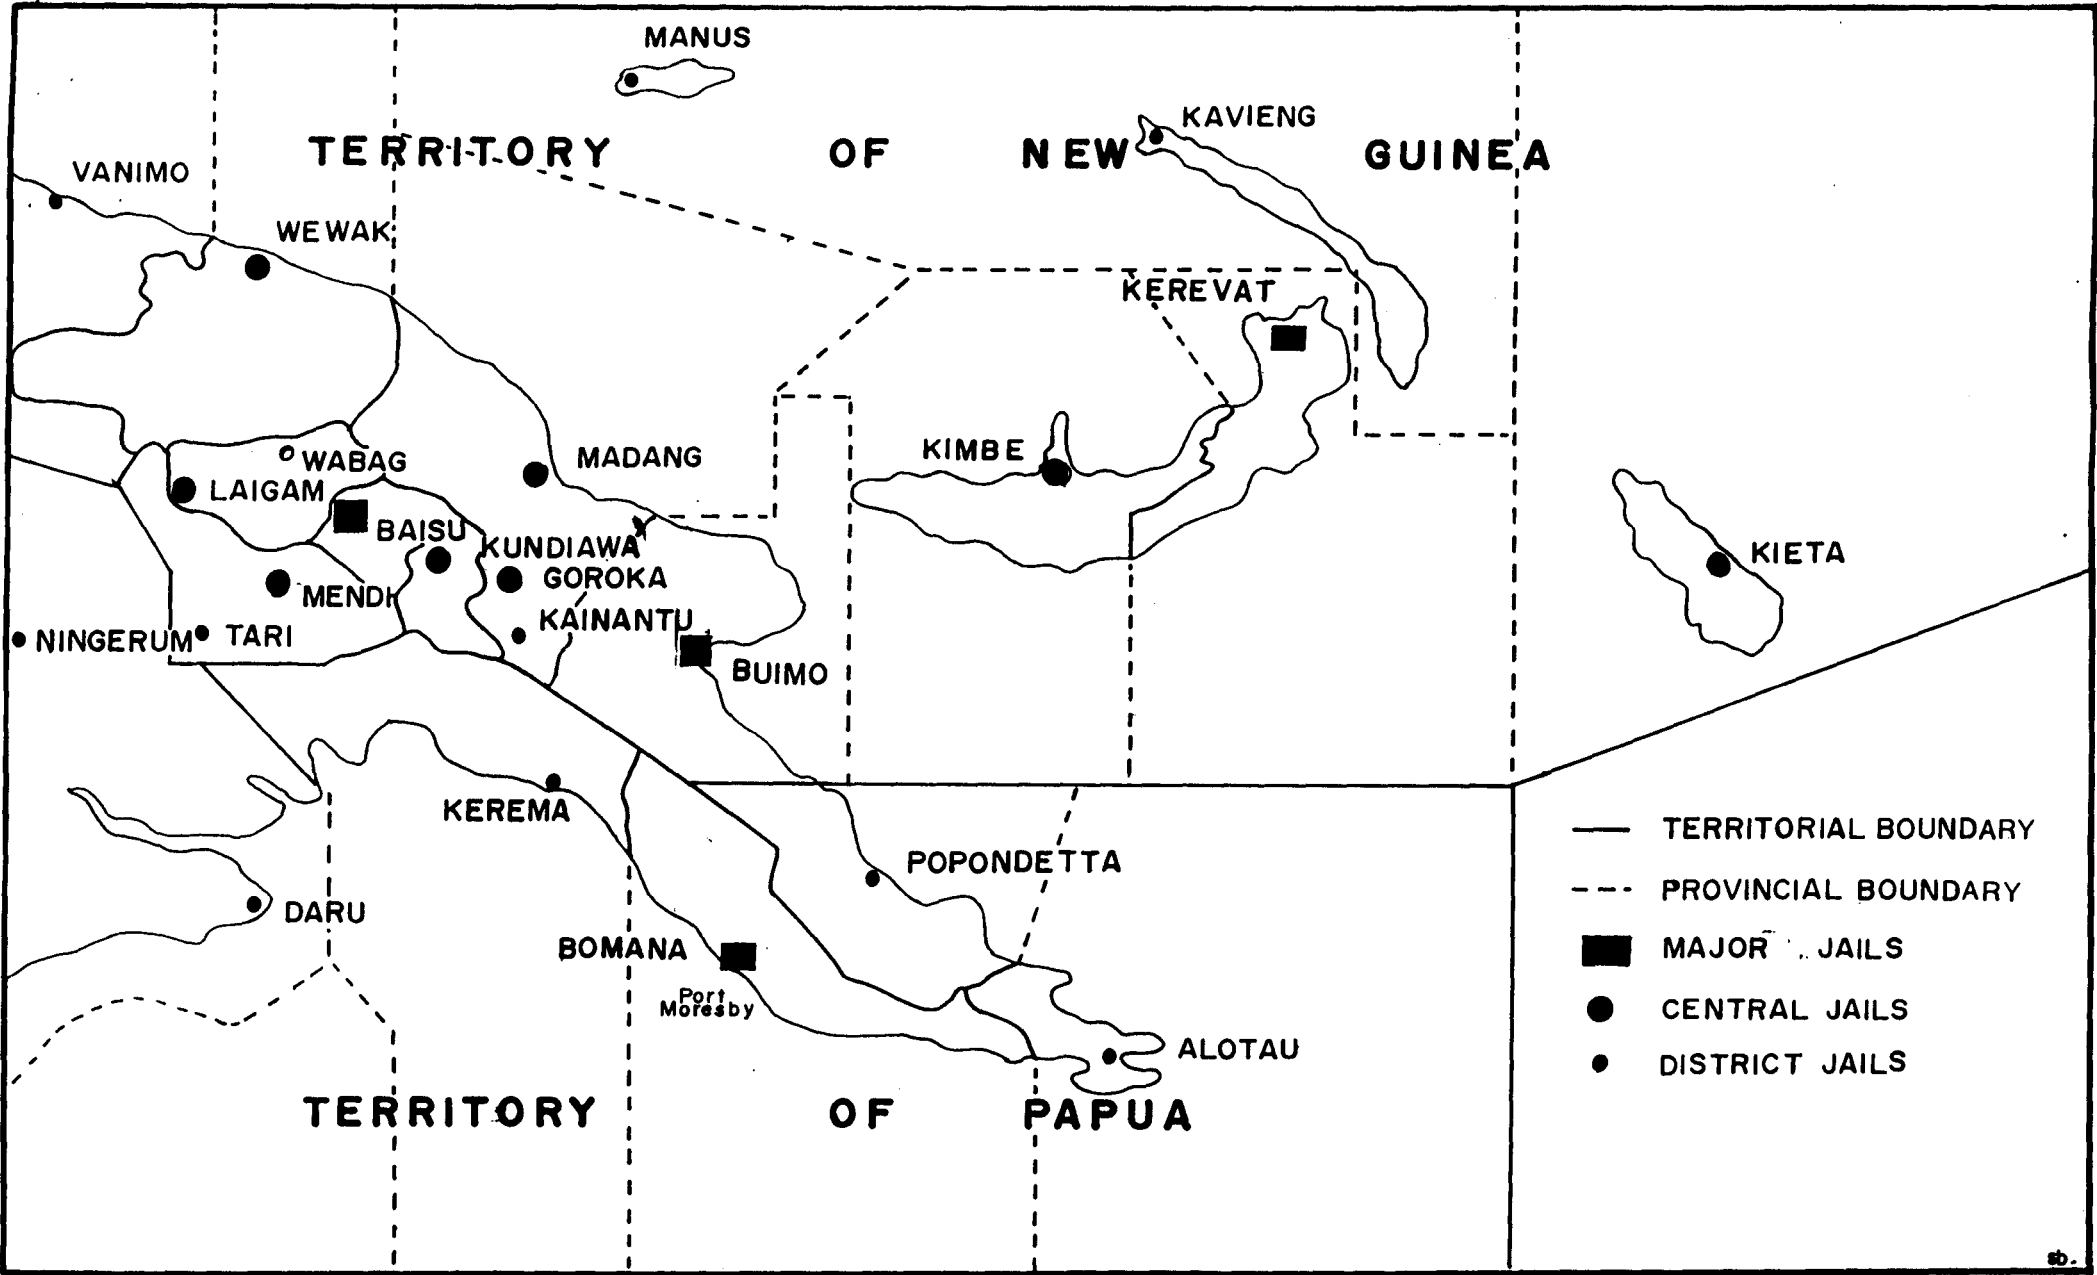 MANUS
KAVIENG
TERRITORY OF NEW GUINEA
VANIMO
WEWAK
KEREVAT
KIMBE
MADANG
WABAG
LAIGAM
BAISU
KUNDIAWA
GOROKA
KIETA
MENDI
KAINANTU
NINGERUM
TARI
BUIMO
KEREMA
POPONDETTA
DARU
BOMANA
Port
Moresby
ALOTAU
TERRITORY OF PAPUA
TERRITORIAL BOUNDARY
PROVINCIAL BOUNDARY
MAJOR JAILS
CENTRAL JAILS
DISTRICT JAILS
sb.